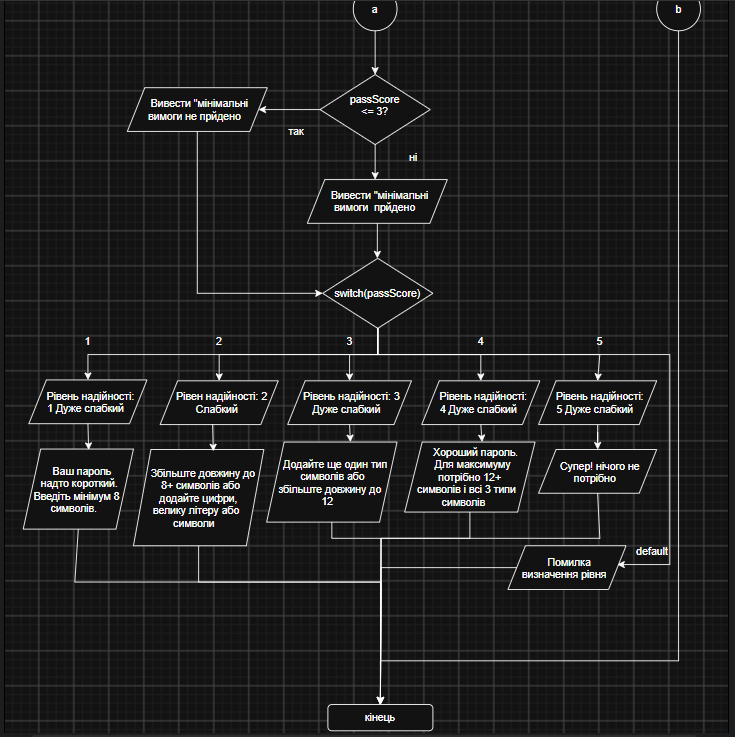 a
b
passScore
<= 3?
Вивести "мінімальні
вимоги не прйдено
так
ні
Вивести "мінімальні
вимоги  прйдено
switch(passScore)
1
2
3
4
5
Рівень надійності:
1 Дуже слабкий
Рівен надійності: 2
Слабкий
Рівень надійності: 3
Дуже слабкий
Рівень надійності:
4 Дуже слабкий
Рівень надійності:
5 Дуже слабкий
Ваш пароль
надто короткий.
Введіть мінімум 8
символів.
Збільште довжину до
8+ символів або
додайте цифри,
велику літеру або
символи
Додайте ще один тип
символів або
збільште довжину до
12
Хороший пароль.
Для максимуму
потрібно 12+
символів і всі 3 типи
символів
Супер! нічого не
потрібно
default
Помилка
визначення рівня
кінець